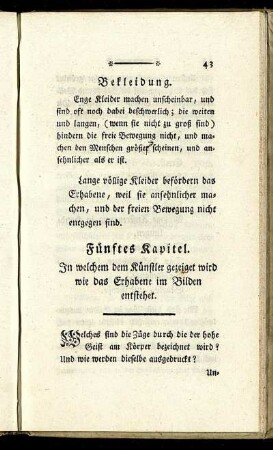 43
Bekleidung.
Enge Kleider machen unscheinbar, und
sind oft noch dabei beschwerlich; die weiten
und langen, (wenn sie nicht zu groß sind)
hindern die freie Bewegung nicht, und ma-
chen den Menschen größer scheinen, und an-
sehnlicher als er ist.
Lange völlige Kleider befördern das
Erhabene, weil sie ansehnlicher ma-
chen, und der freien Bewegung nicht
entgegen sind.
Fünftes Kapitel.
In welchem dem Künstler gezeiget wird
wie das Erhabene im Bilden
entstehet.
Welches sind die Züge durch die der hohe
Geist am Körper bezeichnet wird?
Und wie werden dieselbe ausgedruckt?
Un-